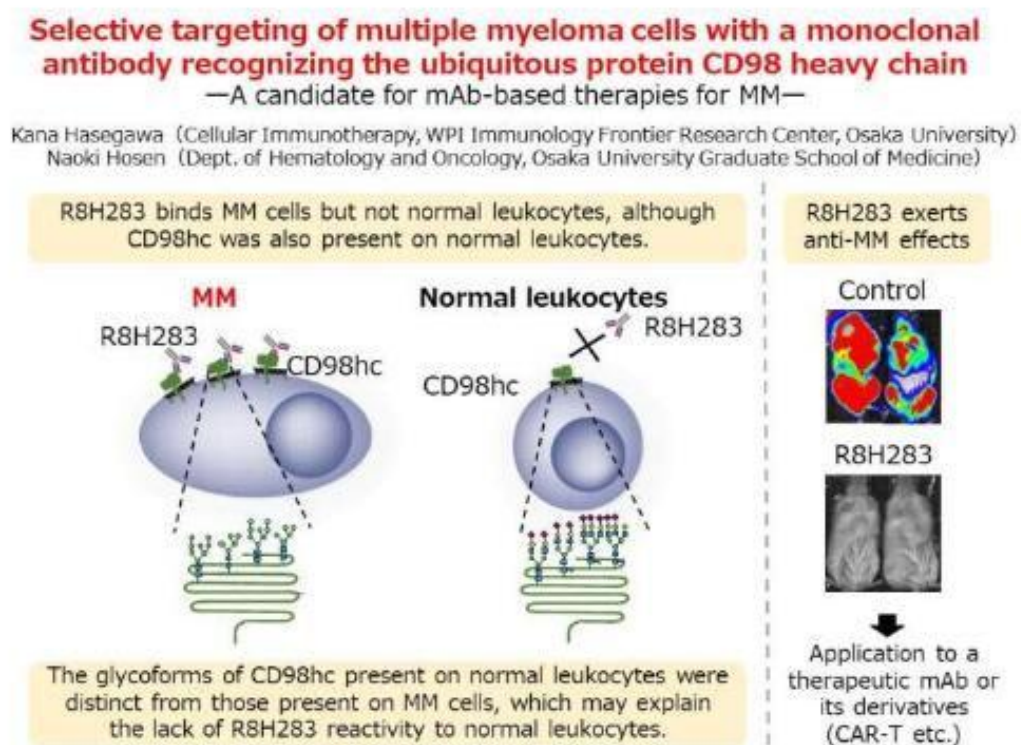 Selective targeting of multiple myeloma cells with a monoclonal
antibody recognizing the ubiquitous protein CD98 heavy chain
—A candidate for mAb-based therapies for MM—
Kana Hasegawa (Cellular Immunotherapy, WPI Immunology Frontier Research Center, Osaka University)
Naoki Hosen (Dept. of Hematology and Oncology, Osaka University Graduate School of Medicine)
R8H283 binds MM cells but not normal leukocytes, although
CD98hc was also present on normal leukocytes.
MM
R8H283
CD98hc
Normal leukocytes
R8H283
CD98hc
The glycoforms of CD98hc present on normal leukocytes were
distinct from those present on MM cells, which may explain
the lack of R8H283 reactivity to normal leukocytes.
R8H283 exerts
anti-MM effects
Control
R8H283
Application to a
therapeutic mAb or
its derivatives
(CAR-T etc.)